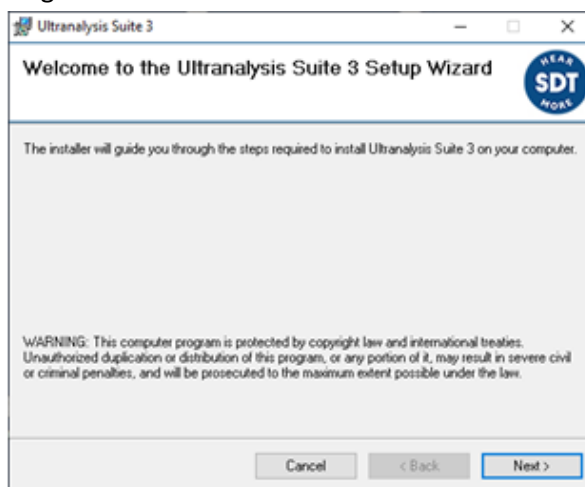 Ultranalysis Suite 3
Welcome to the Ultranalysis Suite 3 Setup Wizard
HEAR
SDT
MORE
The installer will guide you through the steps required to install Ultranalysis Suite 3 on your computer.
WARNING: This computer program is protected by copyright law and international treaties.
Unauthorized duplication or distribution of this program, or any portion of it, may result in severe civil
or criminal penalties, and will be prosecuted to the maximum extent possible under the law.
Cancel
< Back
Next >